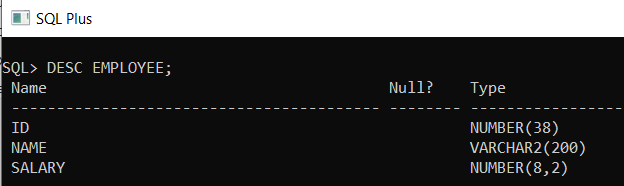 SQL Plus
SQL> DESC EMPLOYEE;
Name Null? Type
----------------------------------------- -------- ----------------
ID NUMBER(38)
NAME VARCHAR2(200)
SALARY NUMBER(8,2)